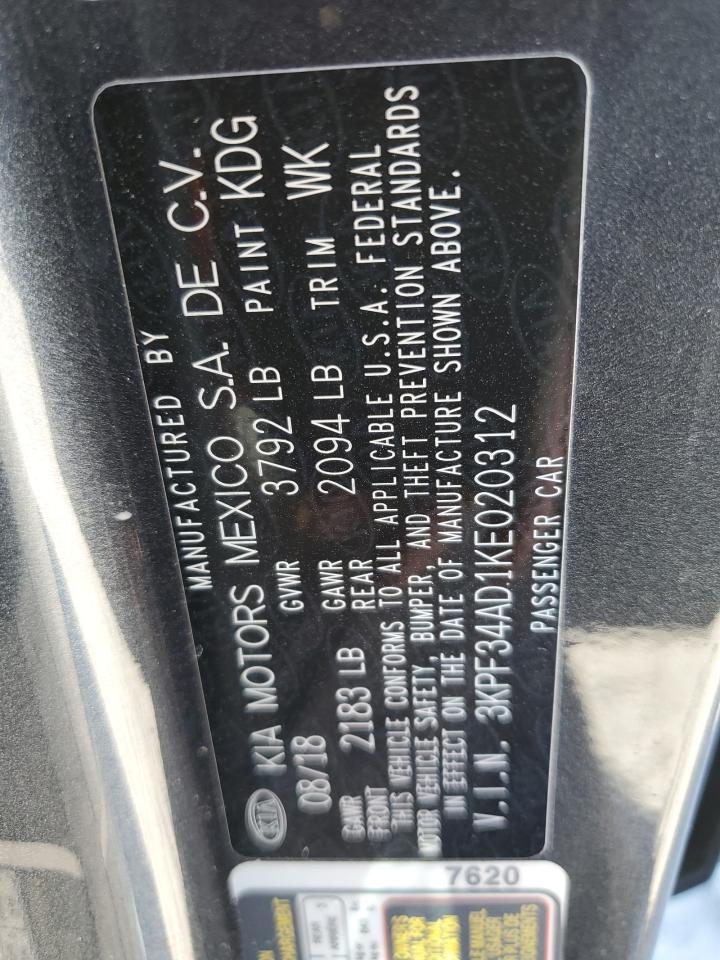 MANUFACTURED BY
KIA KIA MOTORS MEXICO S.A. DE C.V.
08/18 GVWR 3792 LB PAINT KDG
GAWR FRONT 2183 LB GAWR REAR 2094 LB TRIM WK
THIS VEHICLE CONFORMS TO ALL APPLICABLE U.S.A. FEDERAL
MOTOR VEHICLE SAFETY, BUMPER, AND THEFT PREVENTION STANDARDS
IN EFFECT ON THE DATE OF MANUFACTURE SHOWN ABOVE.
V.I.N. 3KPF34AD1KE020312
PASSENGER CAR
7620